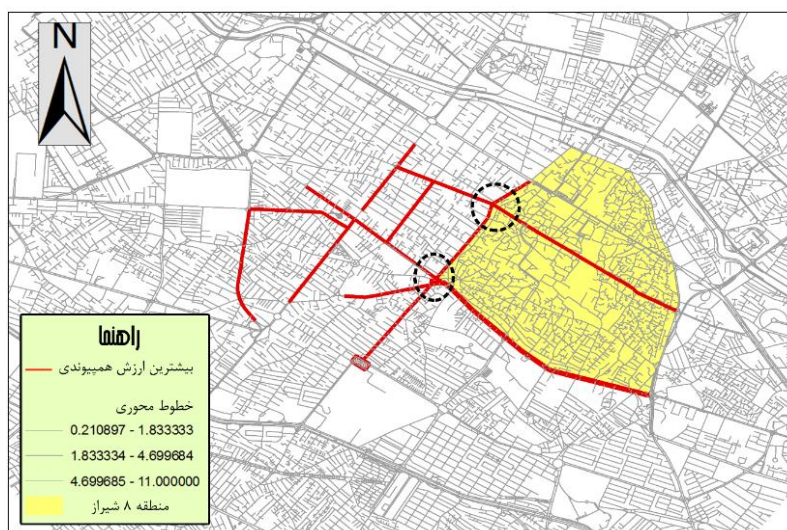 N
راهنما
بیشترین ارزش همپیوندی
خطوط محوری
0.210897 - 1.833333
1.833334 - 4.699684
4.699685 - 11.000000
منطقه ۸ شیراز